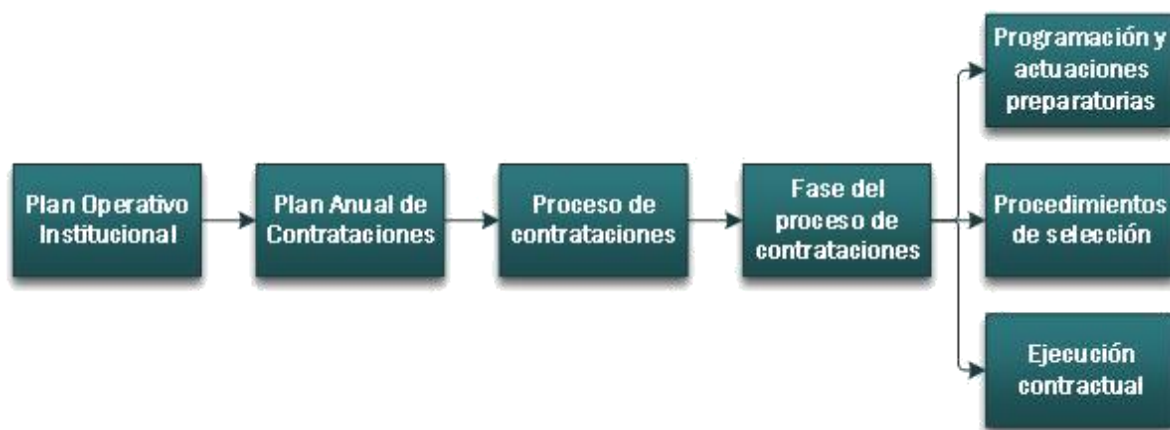 Plan Operativo
Institucional
Plan Anual de
Contrataciones
Proceso de
contrataciones
Fase del
proceso de
contrataciones
Programación y
actuaciones
preparatorias
Procedimientos
de selección
Ejecución
contractual